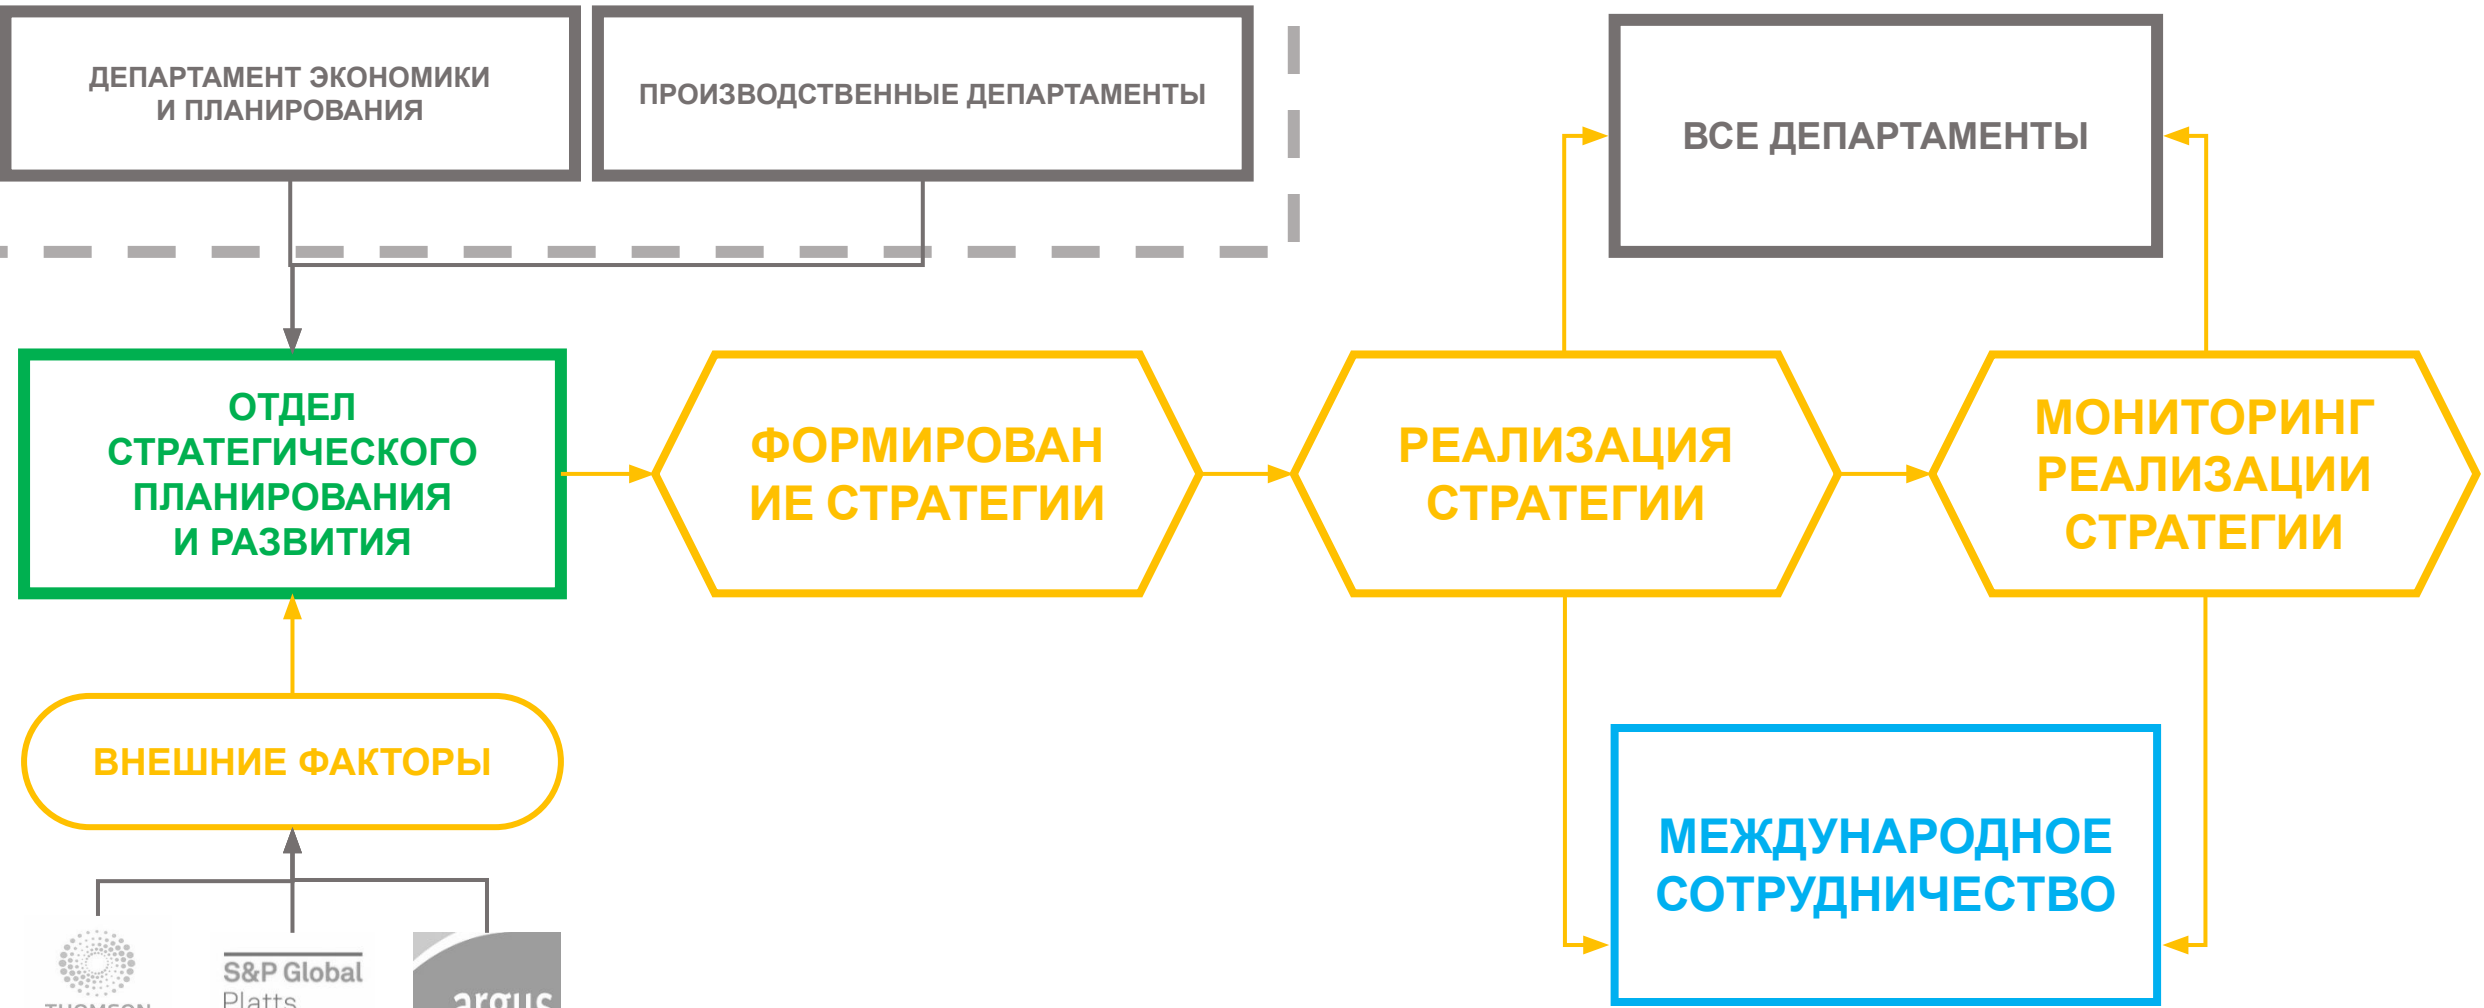 ДЕПАРТАМЕНТ ЭКОНОМИКИ
И ПЛАНИРОВАНИЯ
ПРОИЗВОДСТВЕННЫЕ ДЕПАРТАМЕНТЫ
ВСЕ ДЕПАРТАМЕНТЫ
ОТДЕЛ
СТРАТЕГИЧЕСКОГО
ПЛАНИРОВАНИЯ
И РАЗВИТИЯ
ФОРМИРОВАН
ИЕ СТРАТЕГИИ
РЕАЛИЗАЦИЯ
СТРАТЕГИИ
МОНИТОРИНГ
РЕАЛИЗАЦИИ
СТРАТЕГИИ
ВНЕШНИЕ ФАКТОРЫ
МЕЖДУНАРОДНОЕ
СОТРУДНИЧЕСТВО
THOMSON
S&P Global
Platts
argus